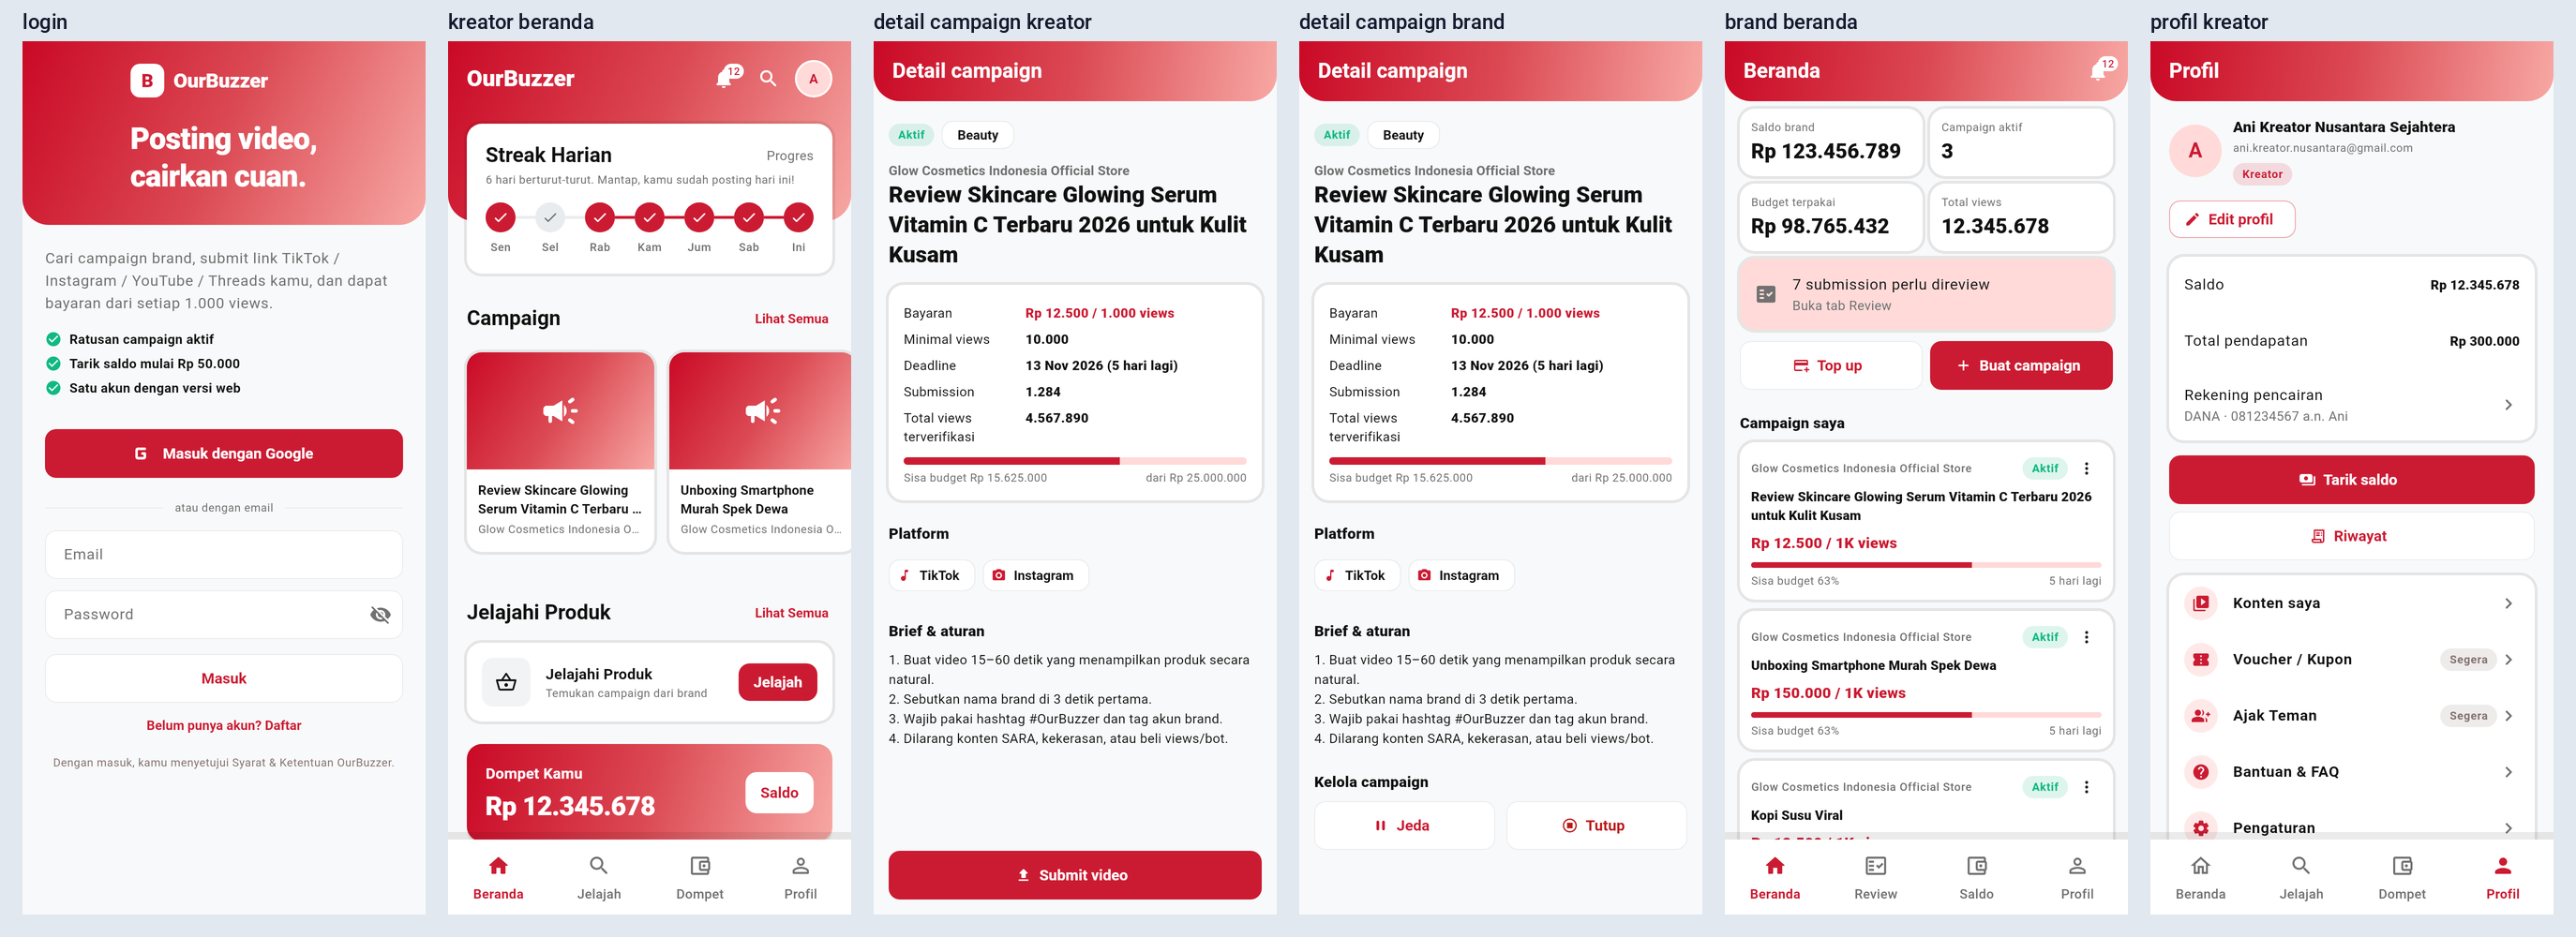 login
B OurBuzzer
Posting video,
cairkan cuan.
Cari campaign brand, submit link TikTok /
Instagram / YouTube / Threads kamu, dan dapat
bayaran dari setiap 1.000 views.
Ratusan campaign aktif
Tarik saldo mulai Rp 50.000
Satu akun dengan versi web
G Masuk dengan Google
atau dengan email
Email
Password
Masuk
Belum punya akun? Daftar
Dengan masuk, kamu menyetujui Syarat & Ketentuan OurBuzzer.
kreator beranda
OurBuzzer 12 A
Streak Harian Progres
6 hari berturut-turut. Mantap, kamu sudah posting hari ini!
Sen Sel Rab Kam Jum Sab Ini
Campaign Lihat Semua
Review Skincare Glowing
Serum Vitamin C Terbaru ...
Glow Cosmetics Indonesia O...
Unboxing Smartphone
Murah Spek Dewa
Glow Cosmetics Indonesia O...
Jelajahi Produk Lihat Semua
Jelajahi Produk
Temukan campaign dari brand
Jelajah
Dompet Kamu
Rp 12.345.678
Saldo
Beranda Jelajah Dompet Profil
detail campaign kreator
Detail campaign
Aktif Beauty
Glow Cosmetics Indonesia Official Store
Review Skincare Glowing Serum
Vitamin C Terbaru 2026 untuk Kulit
Kusam
Bayaran Rp 12.500 / 1.000 views
Minimal views 10.000
Deadline 13 Nov 2026 (5 hari lagi)
Submission 1.284
Total views 4.567.890
terverifikasi
Sisa budget Rp 15.625.000 dari Rp 25.000.000
Platform
TikTok Instagram
Brief & aturan
1. Buat video 15–60 detik yang menampilkan produk secara
natural.
2. Sebutkan nama brand di 3 detik pertama.
3. Wajib pakai hashtag #OurBuzzer dan tag akun brand.
4. Dilarang konten SARA, kekerasan, atau beli views/bot.
Submit video
detail campaign brand
Detail campaign
Aktif Beauty
Glow Cosmetics Indonesia Official Store
Review Skincare Glowing Serum
Vitamin C Terbaru 2026 untuk Kulit
Kusam
Bayaran Rp 12.500 / 1.000 views
Minimal views 10.000
Deadline 13 Nov 2026 (5 hari lagi)
Submission 1.284
Total views 4.567.890
terverifikasi
Sisa budget Rp 15.625.000 dari Rp 25.000.000
Platform
TikTok Instagram
Brief & aturan
1. Buat video 15–60 detik yang menampilkan produk secara
natural.
2. Sebutkan nama brand di 3 detik pertama.
3. Wajib pakai hashtag #OurBuzzer dan tag akun brand.
4. Dilarang konten SARA, kekerasan, atau beli views/bot.
Kelola campaign
Jeda Tutup
brand beranda
Beranda 12
Saldo brand
Rp 123.456.789
Campaign aktif
3
Budget terpakai
Rp 98.765.432
Total views
12.345.678
7 submission perlu direview
Buka tab Review
Top up + Buat campaign
Campaign saya
Glow Cosmetics Indonesia Official Store Aktif
Review Skincare Glowing Serum Vitamin C Terbaru 2026
untuk Kulit Kusam
Rp 12.500 / 1K views
Sisa budget 63% 5 hari lagi
Glow Cosmetics Indonesia Official Store Aktif
Unboxing Smartphone Murah Spek Dewa
Rp 150.000 / 1K views
Sisa budget 63% 5 hari lagi
Glow Cosmetics Indonesia Official Store Aktif
Kopi Susu Viral
Beranda Review Saldo Profil
profil kreator
Profil
A
Ani Kreator Nusantara Sejahtera
ani.kreator.nusantara@gmail.com
Kreator
Edit profil
Saldo Rp 12.345.678
Total pendapatan Rp 300.000
Rekening pencairan
DANA · 081234567 a.n. Ani
Tarik saldo
Riwayat
Konten saya
Voucher / Kupon Segera
Ajak Teman Segera
Bantuan & FAQ
Pengaturan
Beranda Jelajah Dompet Profil